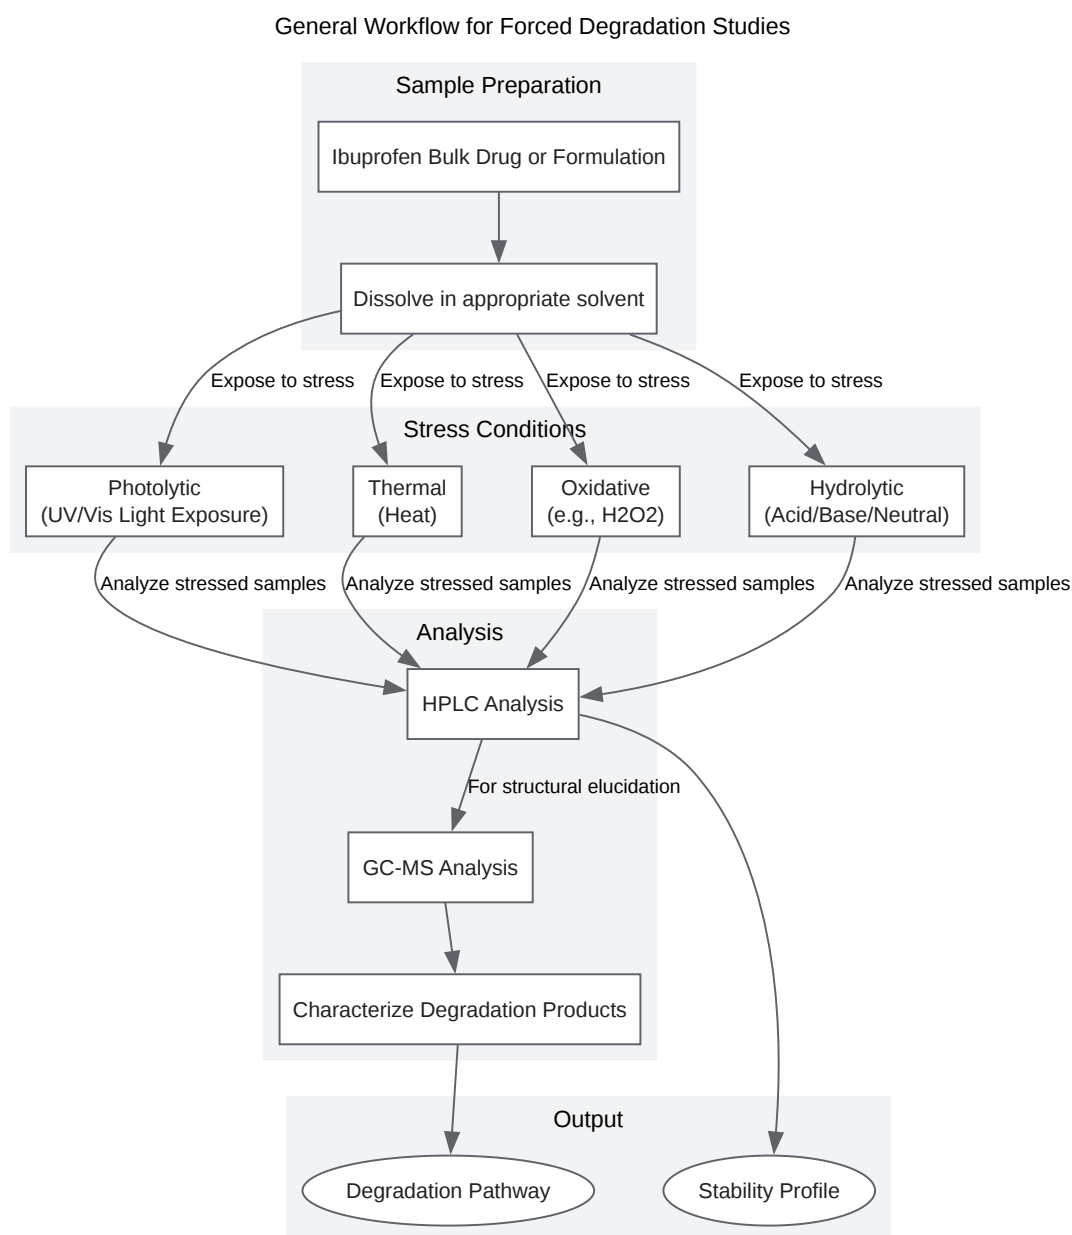 General Workflow for Forced Degradation Studies
Sample Preparation
Ibuprofen Bulk Drug or Formulation
Dissolve in appropriate solvent
Expose to stress
Expose to stress
Expose to stress
Expose to stress
Stress Conditions
Photolytic
(UV/Vis Light Exposure)
Thermal
(Heat)
Oxidative
(e.g., H2O2)
Hydrolytic
(Acid/Base/Neutral)
Analyze stressed samples
Analyze stressed samples
Analyze stressed samples
Analyze stressed samples
Analysis
HPLC Analysis
For structural elucidation
GC-MS Analysis
Characterize Degradation Products
Output
Degradation Pathway
Stability Profile